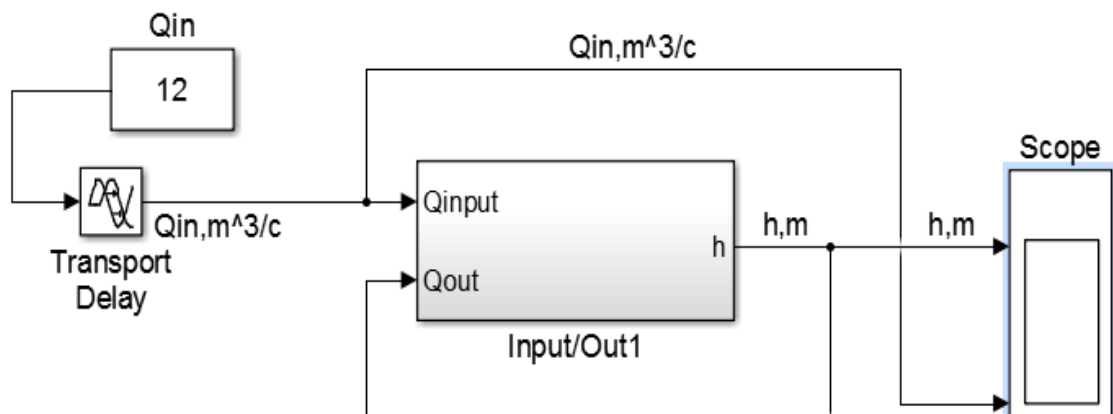 Qin
12
Qin,m^3/c
Scope
Qin,m^3/c
Transport
Delay
Qinput
Qout
h
Input/Out1
h,m
h,m